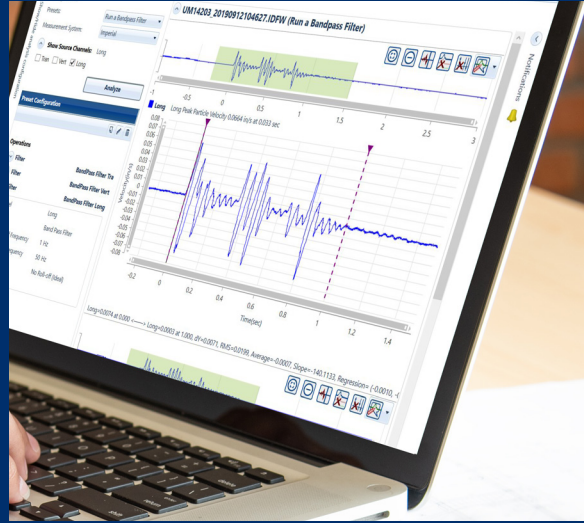 Presets:
Run a Bandpass Filter
Measurement System:
Imperial
Show Source Channels: Long
Tran Vert Long
Analyze
Preset Configuration
Operations
Filter
Filter BandPass Filter Tra
Filter BandPass Filter Vert
BandPass Filter Long
Long
Band Pass Filter
Frequency 1 Hz
50 Hz
No Roll-off (Ideal)
UM14203_20190912104627.IDFW (Run a Bandpass Filter)
Notifications
-1 -0.5 0 0.5 1 1.5 2 2.5 3
Long Long Peak Particle Velocity 0.0664 in/s at 0.033 sec
Velocity(in/s)
0.08
0.07
0.06
0.05
0.04
0.03
0.02
0.01
0
-0.01
-0.02
-0.03
-0.04
-0.05
-0.06
-0.07
-0.08
-0.2 0 0.2 0.4 0.6 0.8 1 1.2 1.4
Time(sec)
Long=0.0074 at 0.000 <----> Long=0.0003 at 1.000, dY=0.0071, RMS=0.0199, Average=-0.0007, Slope=-140.1133, Regression= (-0.0010,